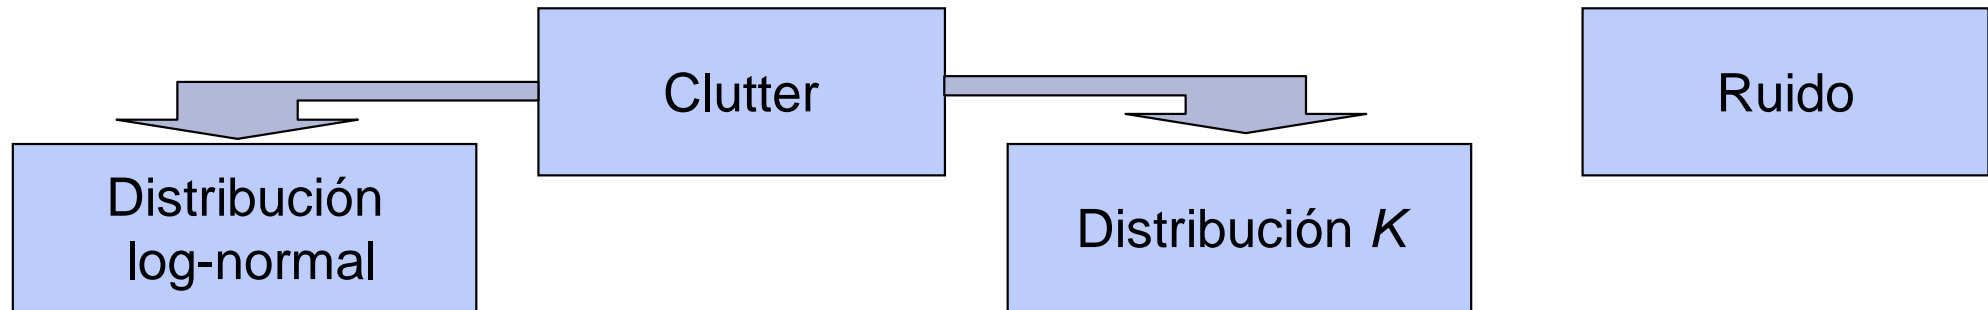 Clutter
Ruido
Distribución
log-normal
Distribución K